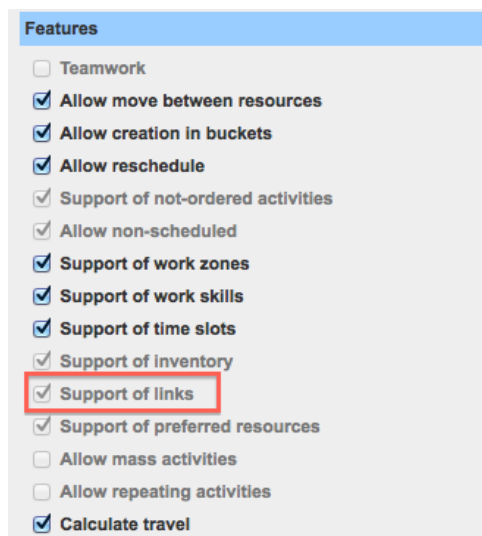 Features
Teamwork
Allow move between resources
Allow creation in buckets
Allow reschedule
Support of not-ordered activities
Allow non-scheduled
Support of work zones
Support of work skills
Support of time slots
Support of inventory
Support of links
Support of preferred resources
Allow mass activities
Allow repeating activities
Calculate travel